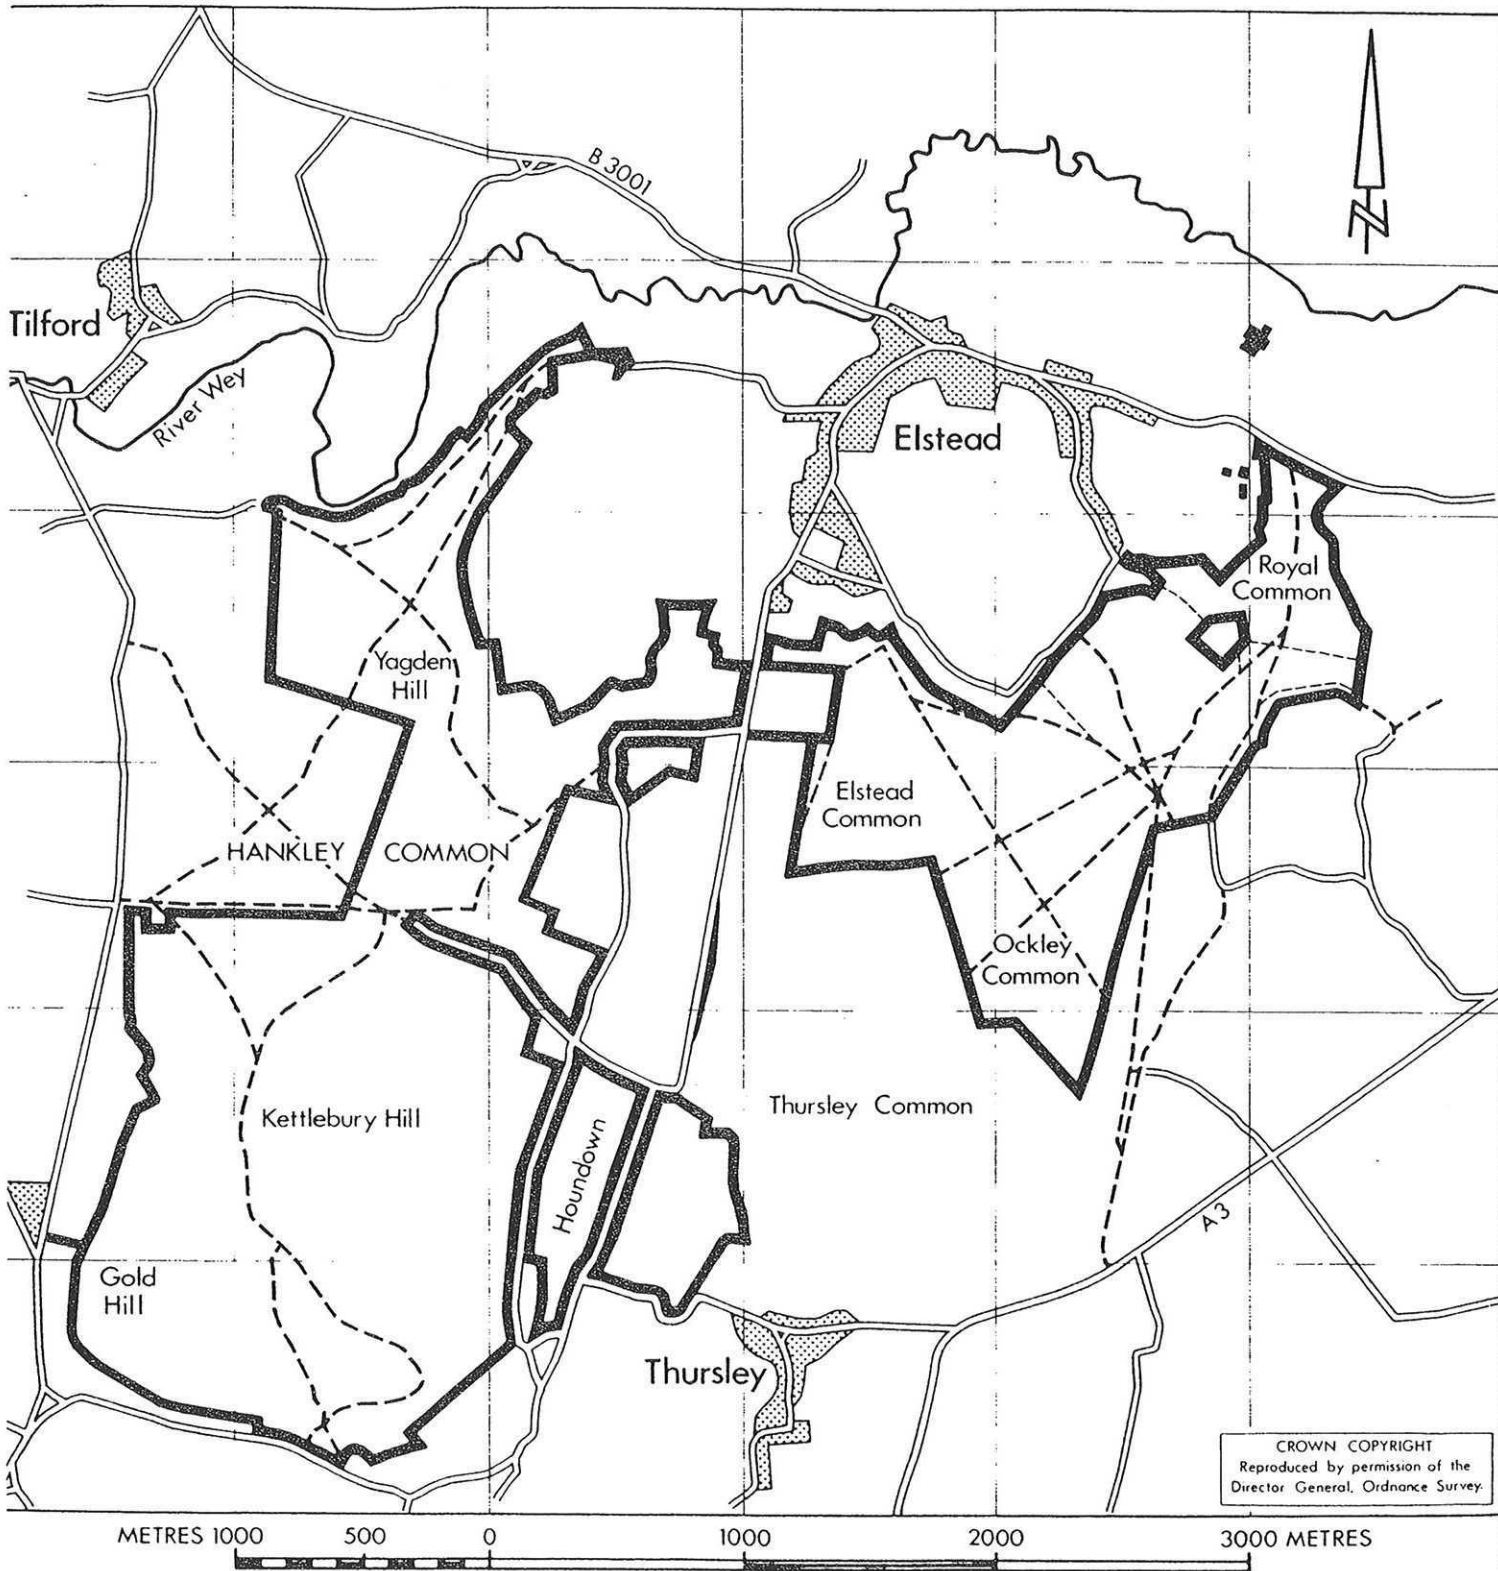 B 3001
N
Tilford
River Wey
Elstead
Royal
Common
Yagden
Hill
Elstead
Common
HANKLEY COMMON
Ockley
Common
Kettlebury Hill
Thursley Common
Houndown
A3
Gold
Hill
Thursley
CROWN COPYRIGHT
Reproduced by permission of the
Director General, Ordnance Survey.
METRES 1000 500 0 1000 2000 3000 METRES